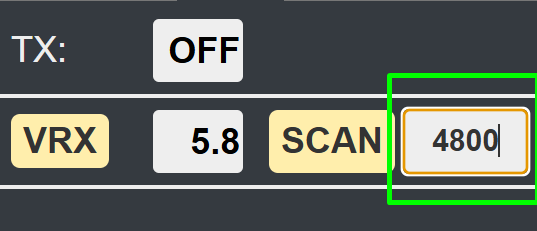 TX: OFF
VRX 5.8 SCAN 4800